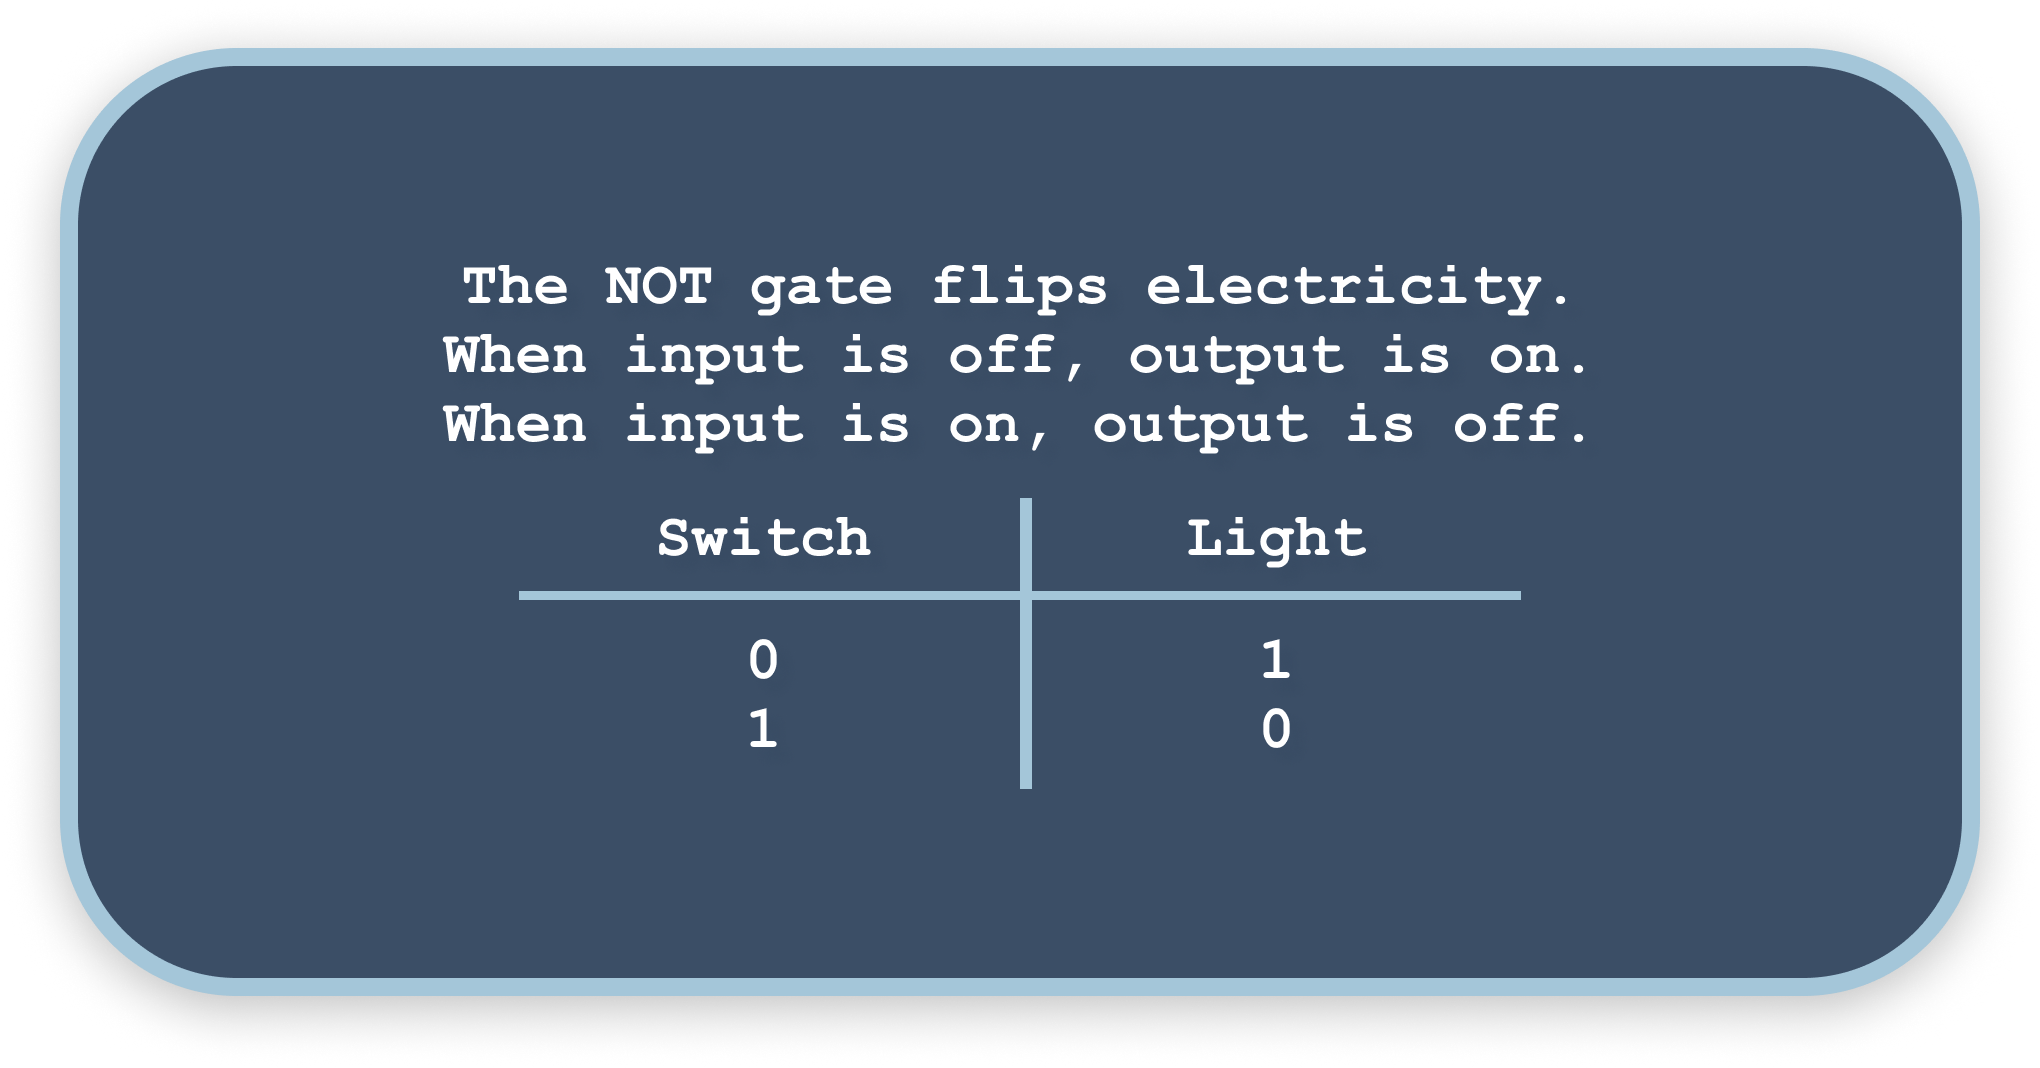 The NOT gate flips electricity.
When input is off, output is on.
When input is on, output is off.
Switch Light
0 1
1 0